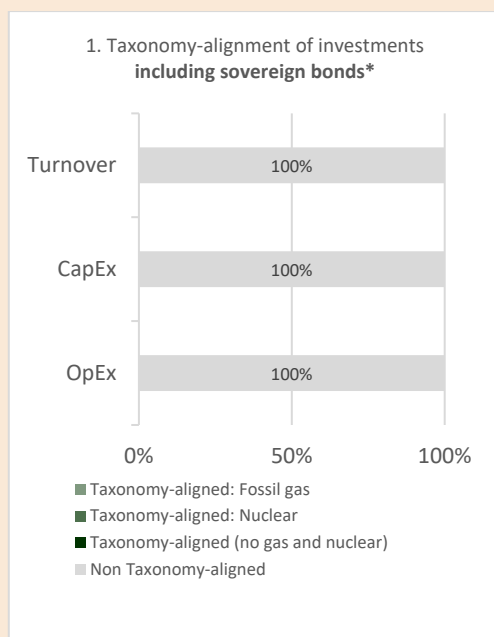 1. Taxonomy-alignment of investments
including sovereign bonds*
Turnover
100%
CapEx
100%
OpEx
100%
0%
50%
100%
Taxonomy-aligned: Fossil gas
Taxonomy-aligned: Nuclear
Taxonomy-aligned (no gas and nuclear)
Non Taxonomy-aligned